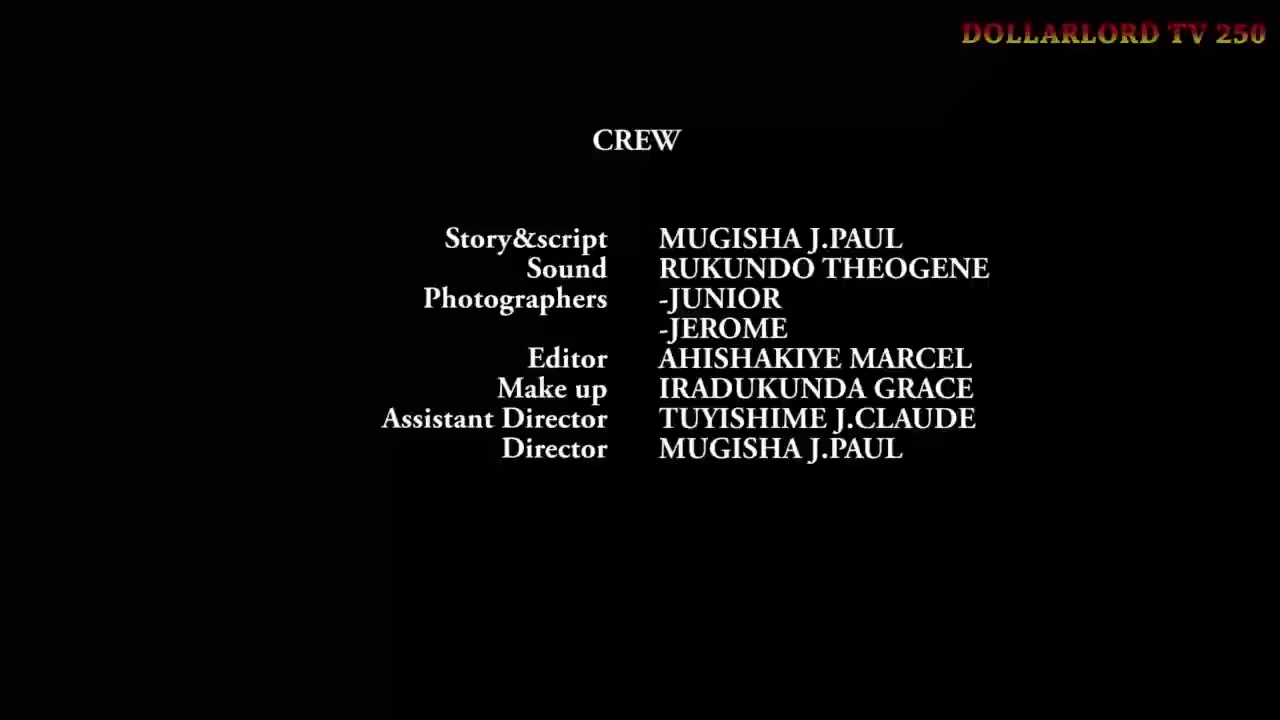 DOLLARLORD TV 250
CREW
Story&script MUGISHA J.PAUL
Sound RUKUNDO THEOGENE
Photographers -JUNIOR
-JEROME
Editor AHISHAKIYE MARCEL
Make up IRADUKUNDA GRACE
Assistant Director TUYISHIME J.CLAUDE
Director MUGISHA J.PAUL